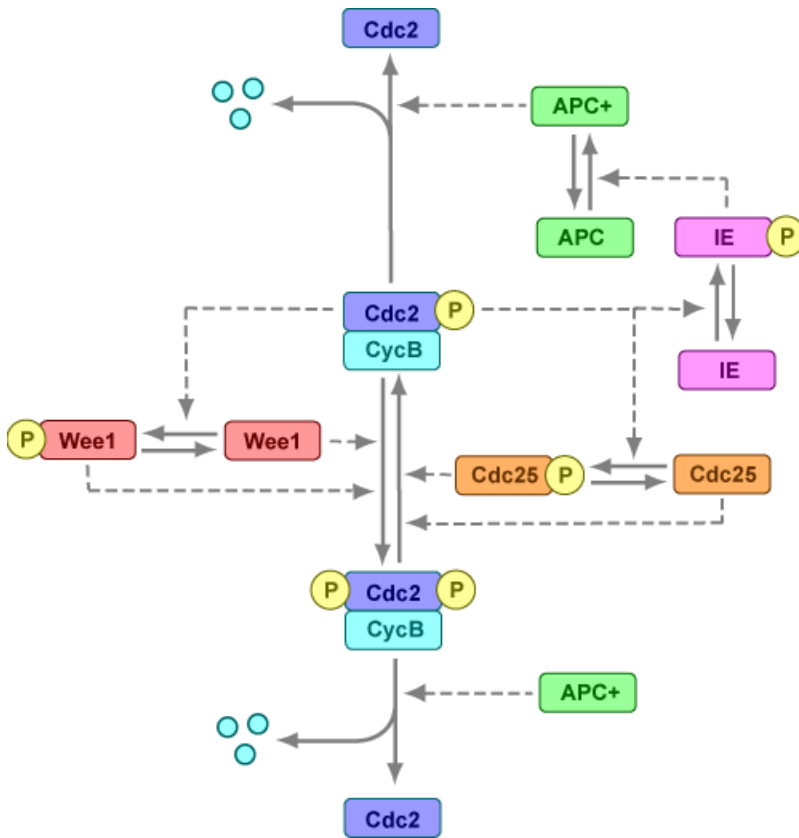 Cdc2
APC+
APC
IE P
Cdc2 P
CycB
IE
P Wee1
Wee1
Cdc25 P
Cdc25
P Cdc2 P
CycB
APC+
Cdc2